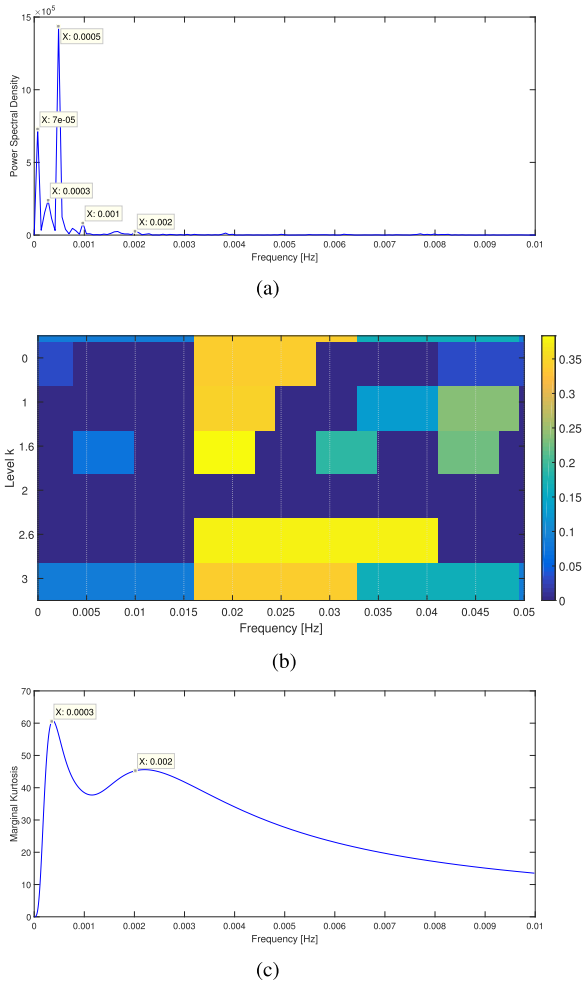 ×10⁵
15
10
5
0
Power Spectral Density
X: 0.0005
X: 7e-05
X: 0.0003
X: 0.001
X: 0.002
0 0.001 0.002 0.003 0.004 0.005 0.006 0.007 0.008 0.009 0.01
Frequency [Hz]
(a)
0
1
1.6
2
2.6
3
Level k
0 0.005 0.01 0.015 0.02 0.025 0.03 0.035 0.04 0.045 0.05
Frequency [Hz]
0.35
0.3
0.25
0.2
0.15
0.1
0.05
0
(b)
70
60
50
40
30
20
10
0
Marginal Kurtosis
X: 0.0003
X: 0.002
0 0.001 0.002 0.003 0.004 0.005 0.006 0.007 0.008 0.009 0.01
Frequency [Hz]
(c)